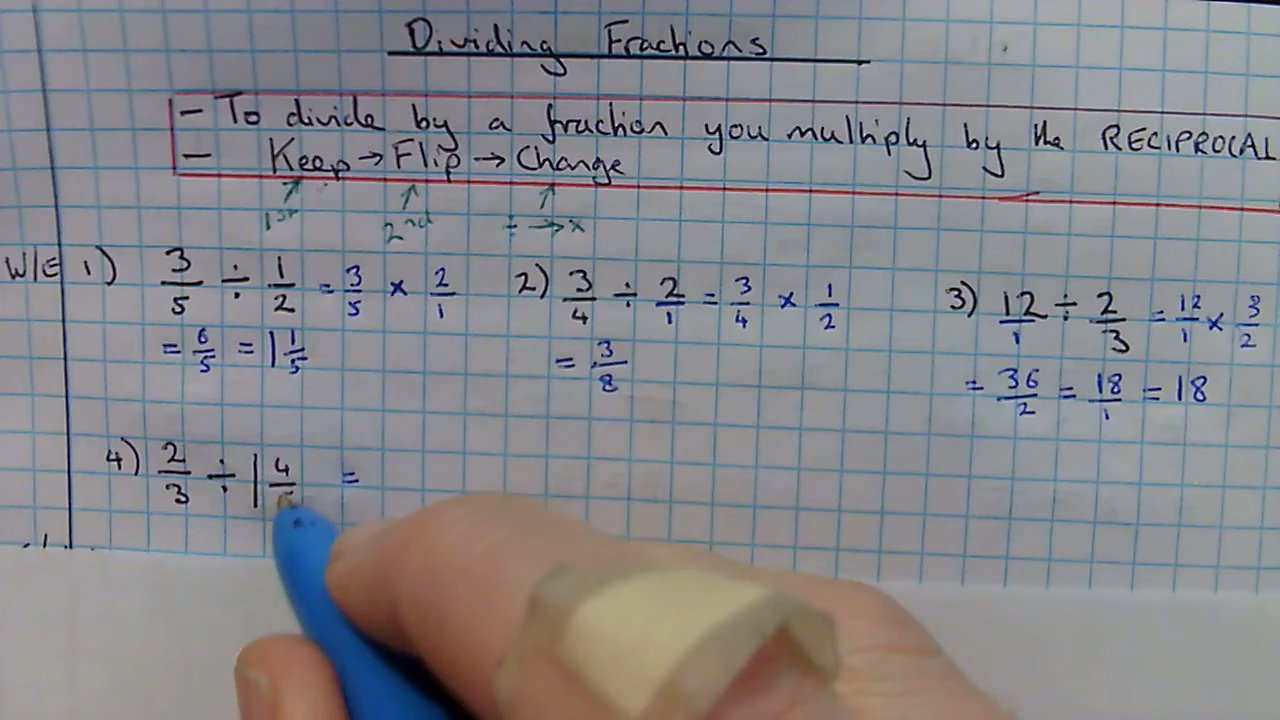 Dividing Fractions
- To divide by a fraction you multiply by the RECIPROCAL
- Keep → Flip → Change
1st 2nd ÷ → ×
W/E 1) 3/5 ÷ 1/2 = 3/5 × 2/1
= 6/5 = 1 1/5
2) 3/4 ÷ 2/1 = 3/4 × 1/2
= 3/8
3) 12/1 ÷ 2/3 = 12/1 × 3/2
= 36/2 = 18/1 = 18
4) 2/3 ÷ 1 4/ =